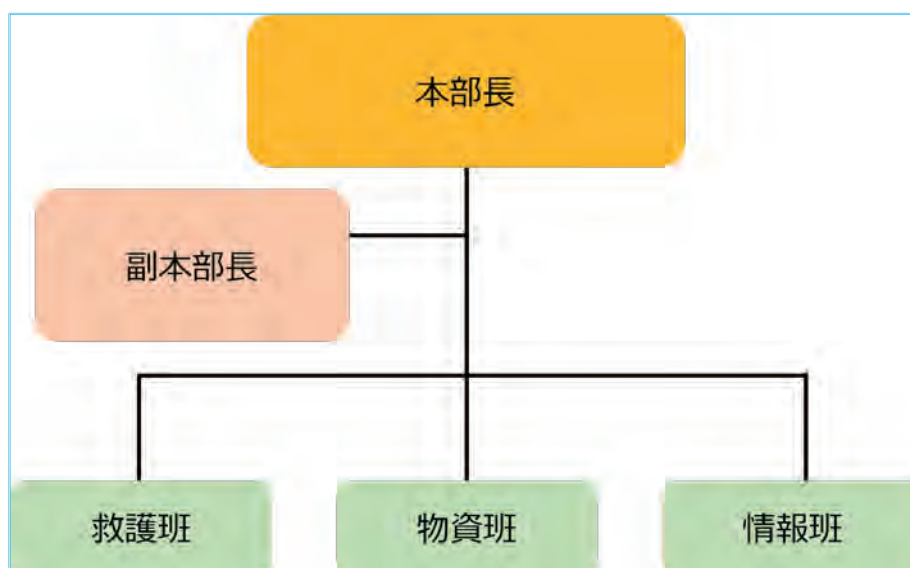 本部長
副本部長
救護班
物資班
情報班